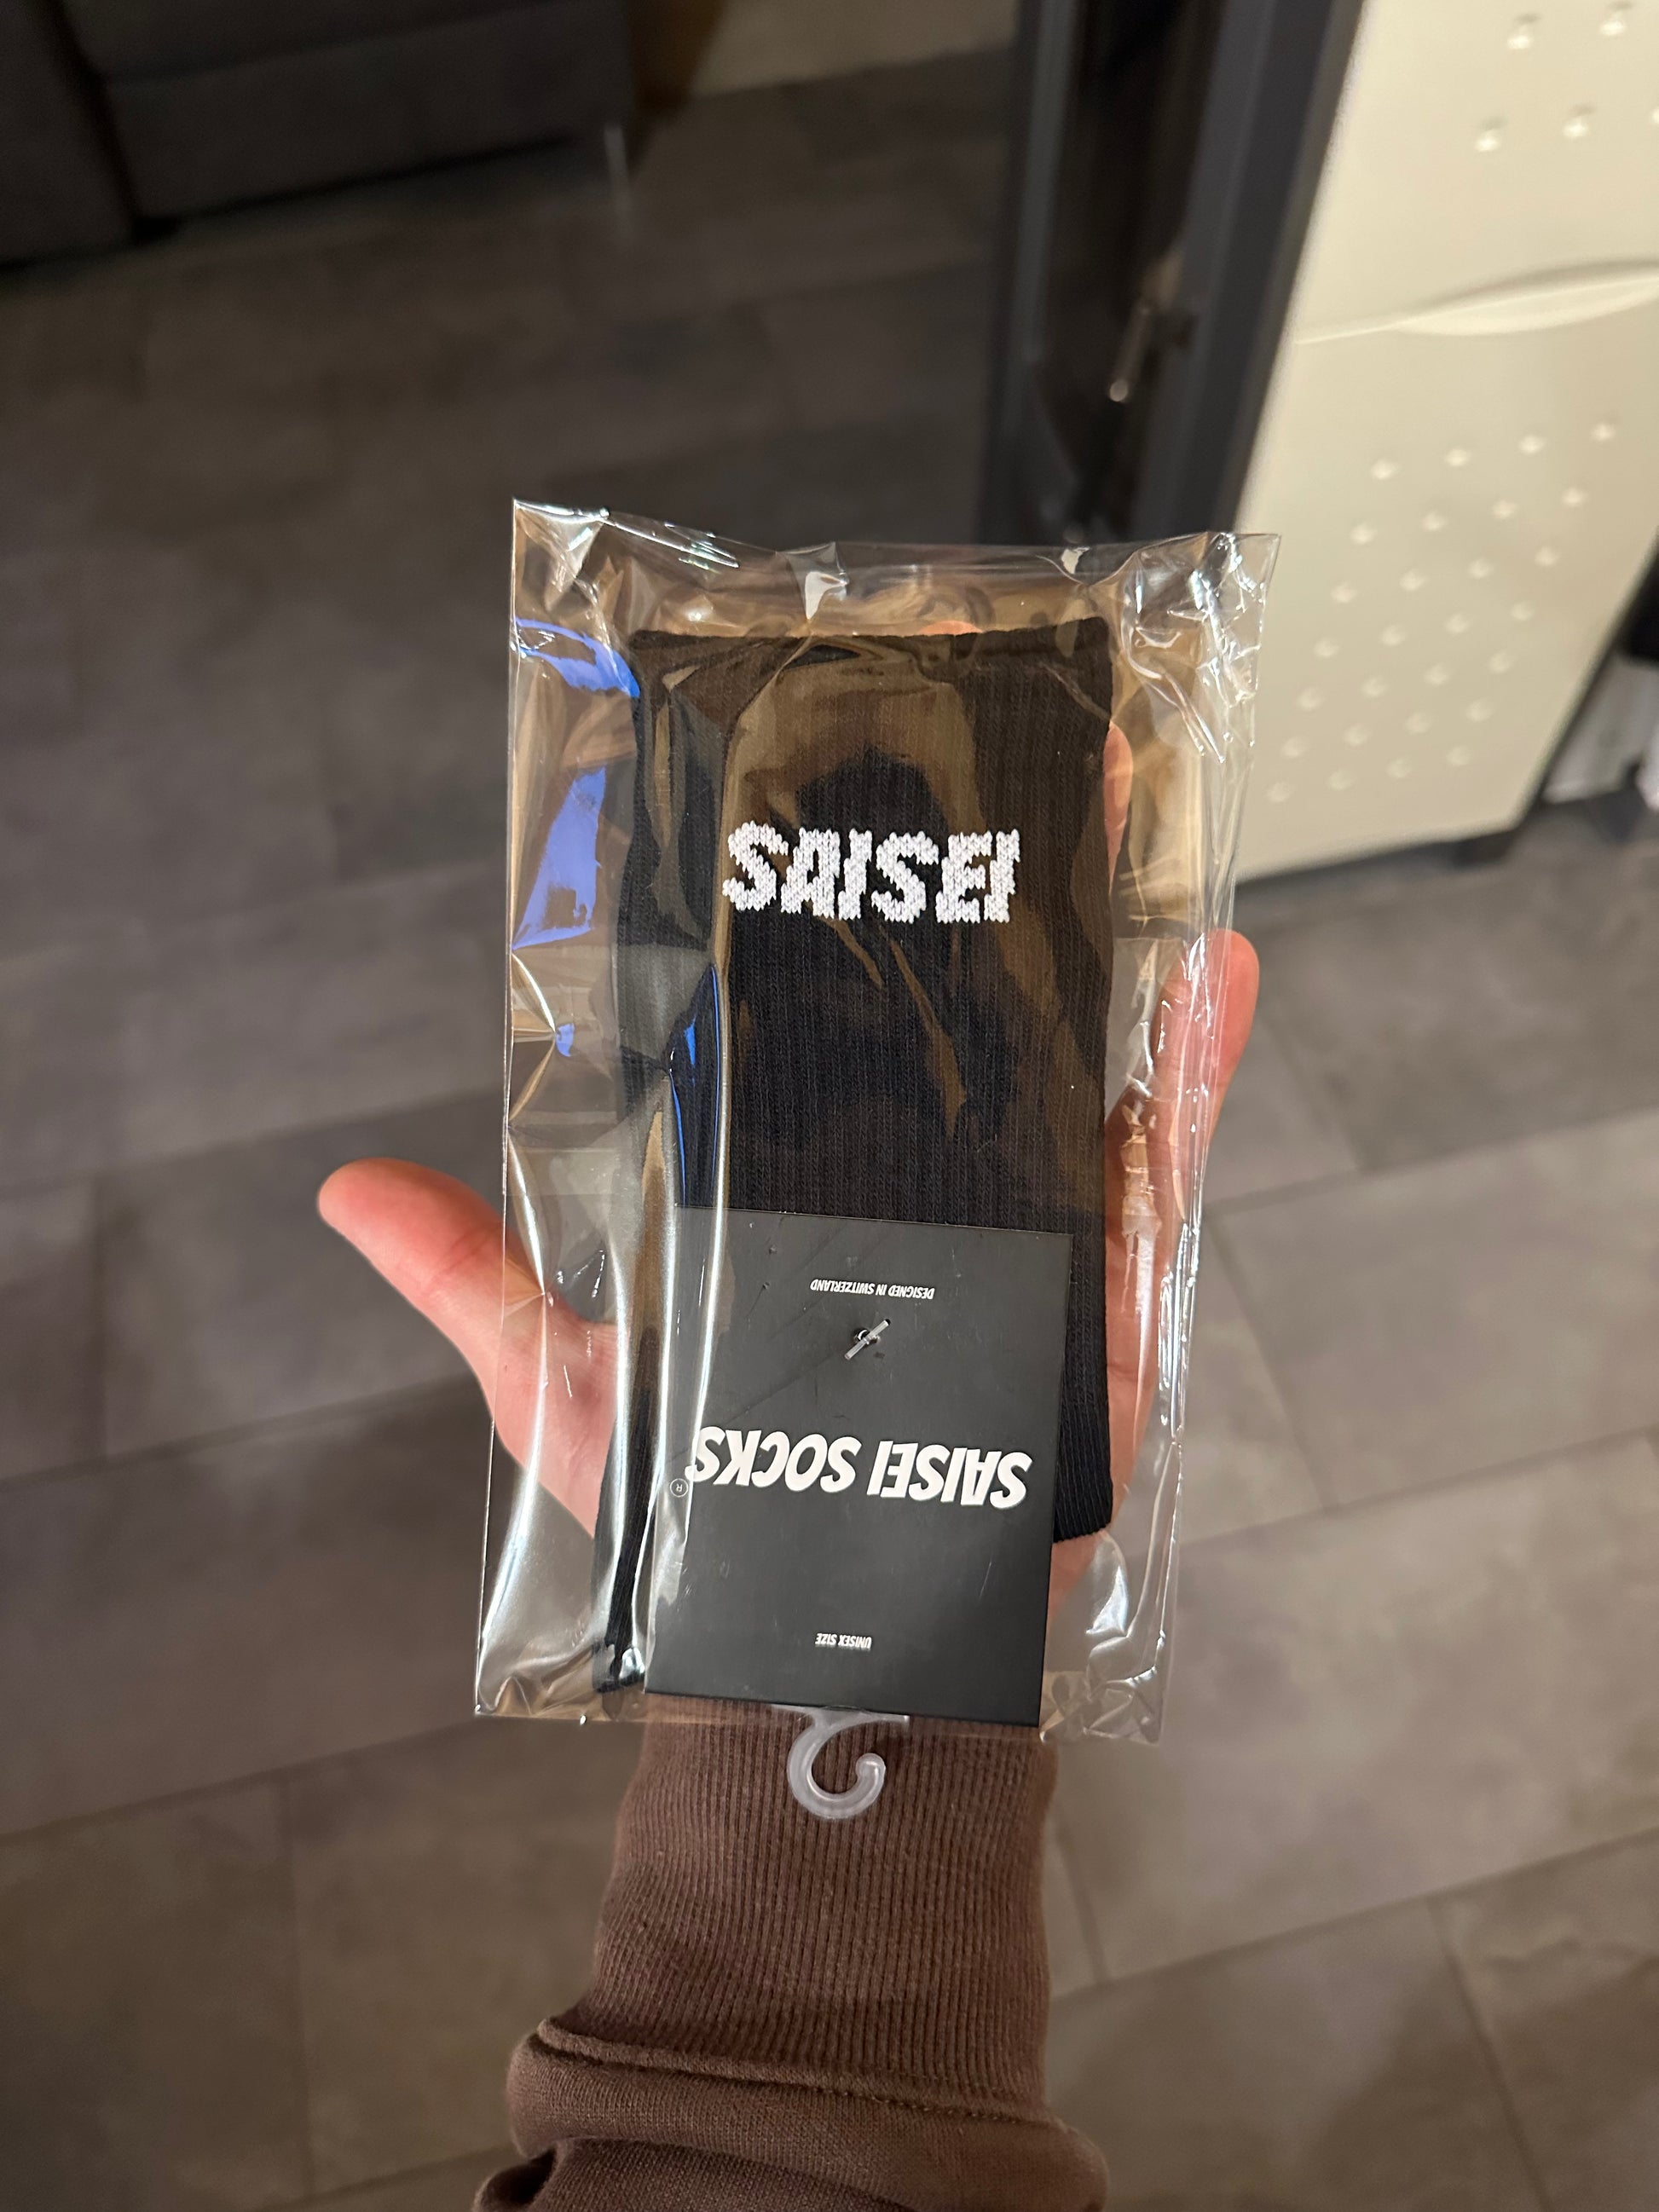 SAISEI
DESIGNED IN SWITZERLAND
SAISEI SOCKS®
UNISEX SIZE